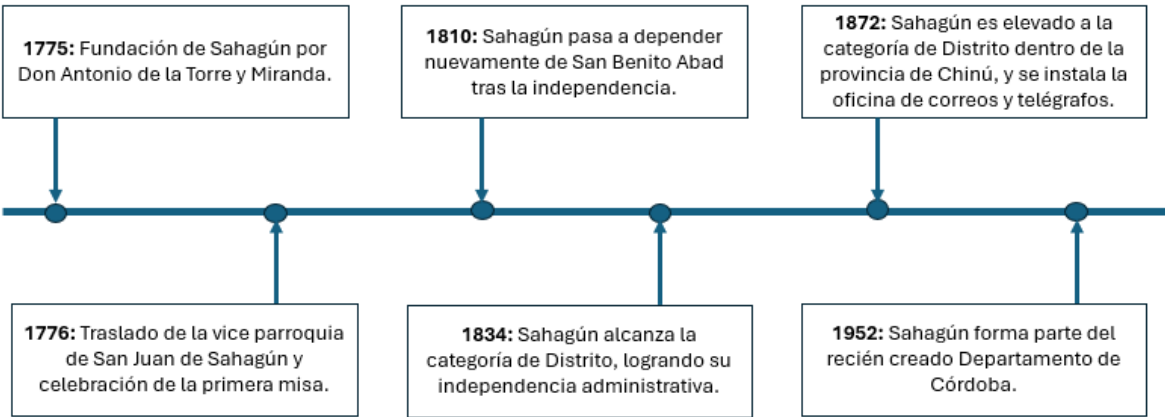 1775: Fundación de Sahagún por
Don Antonio de la Torre y Miranda.
1776: Traslado de la vice parroquia
de San Juan de Sahagún y
celebración de la primera misa.
1810: Sahagún pasa a depender
nuevamente de San Benito Abad
tras la independencia.
1834: Sahagún alcanza la
categoría de Distrito, logrando su
independencia administrativa.
1872: Sahagún es elevado a la
categoría de Distrito dentro de la
provincia de Chinú, y se instala la
oficina de correos y telégrafos.
1952: Sahagún forma parte del
recién creado Departamento de
Córdoba.